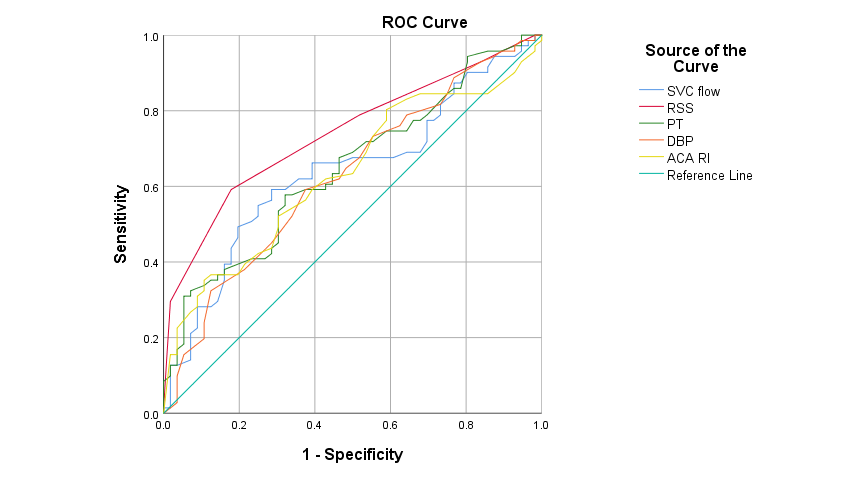 ROC Curve
Sensitivity
1.0
0.8
0.6
0.4
0.2
0.0
0.0 0.2 0.4 0.6 0.8 1.0
1 - Specificity
Source of the
Curve
SVC flow
RSS
PT
DBP
ACA RI
Reference Line